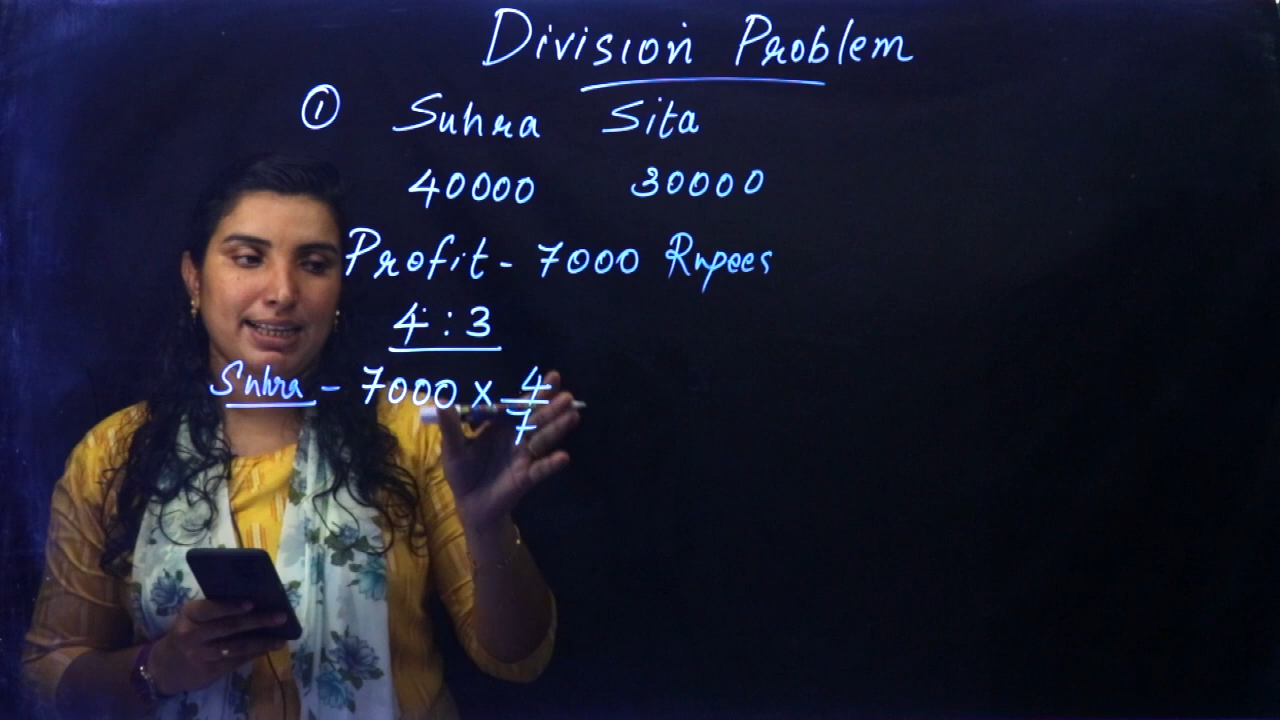 Division Problem
① Suhra Sita
40000 30000
Profit - 7000 Rupees
4 : 3
Suhra - 7000 × 4/7